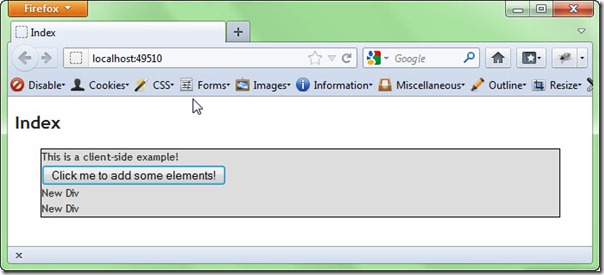 Firefox
Index
localhost:49510
Google
Disable Cookies CSS Forms Images Information Miscellaneous Outline Resize
Index
This is a client-side example!
Click me to add some elements!
New Div
New Div